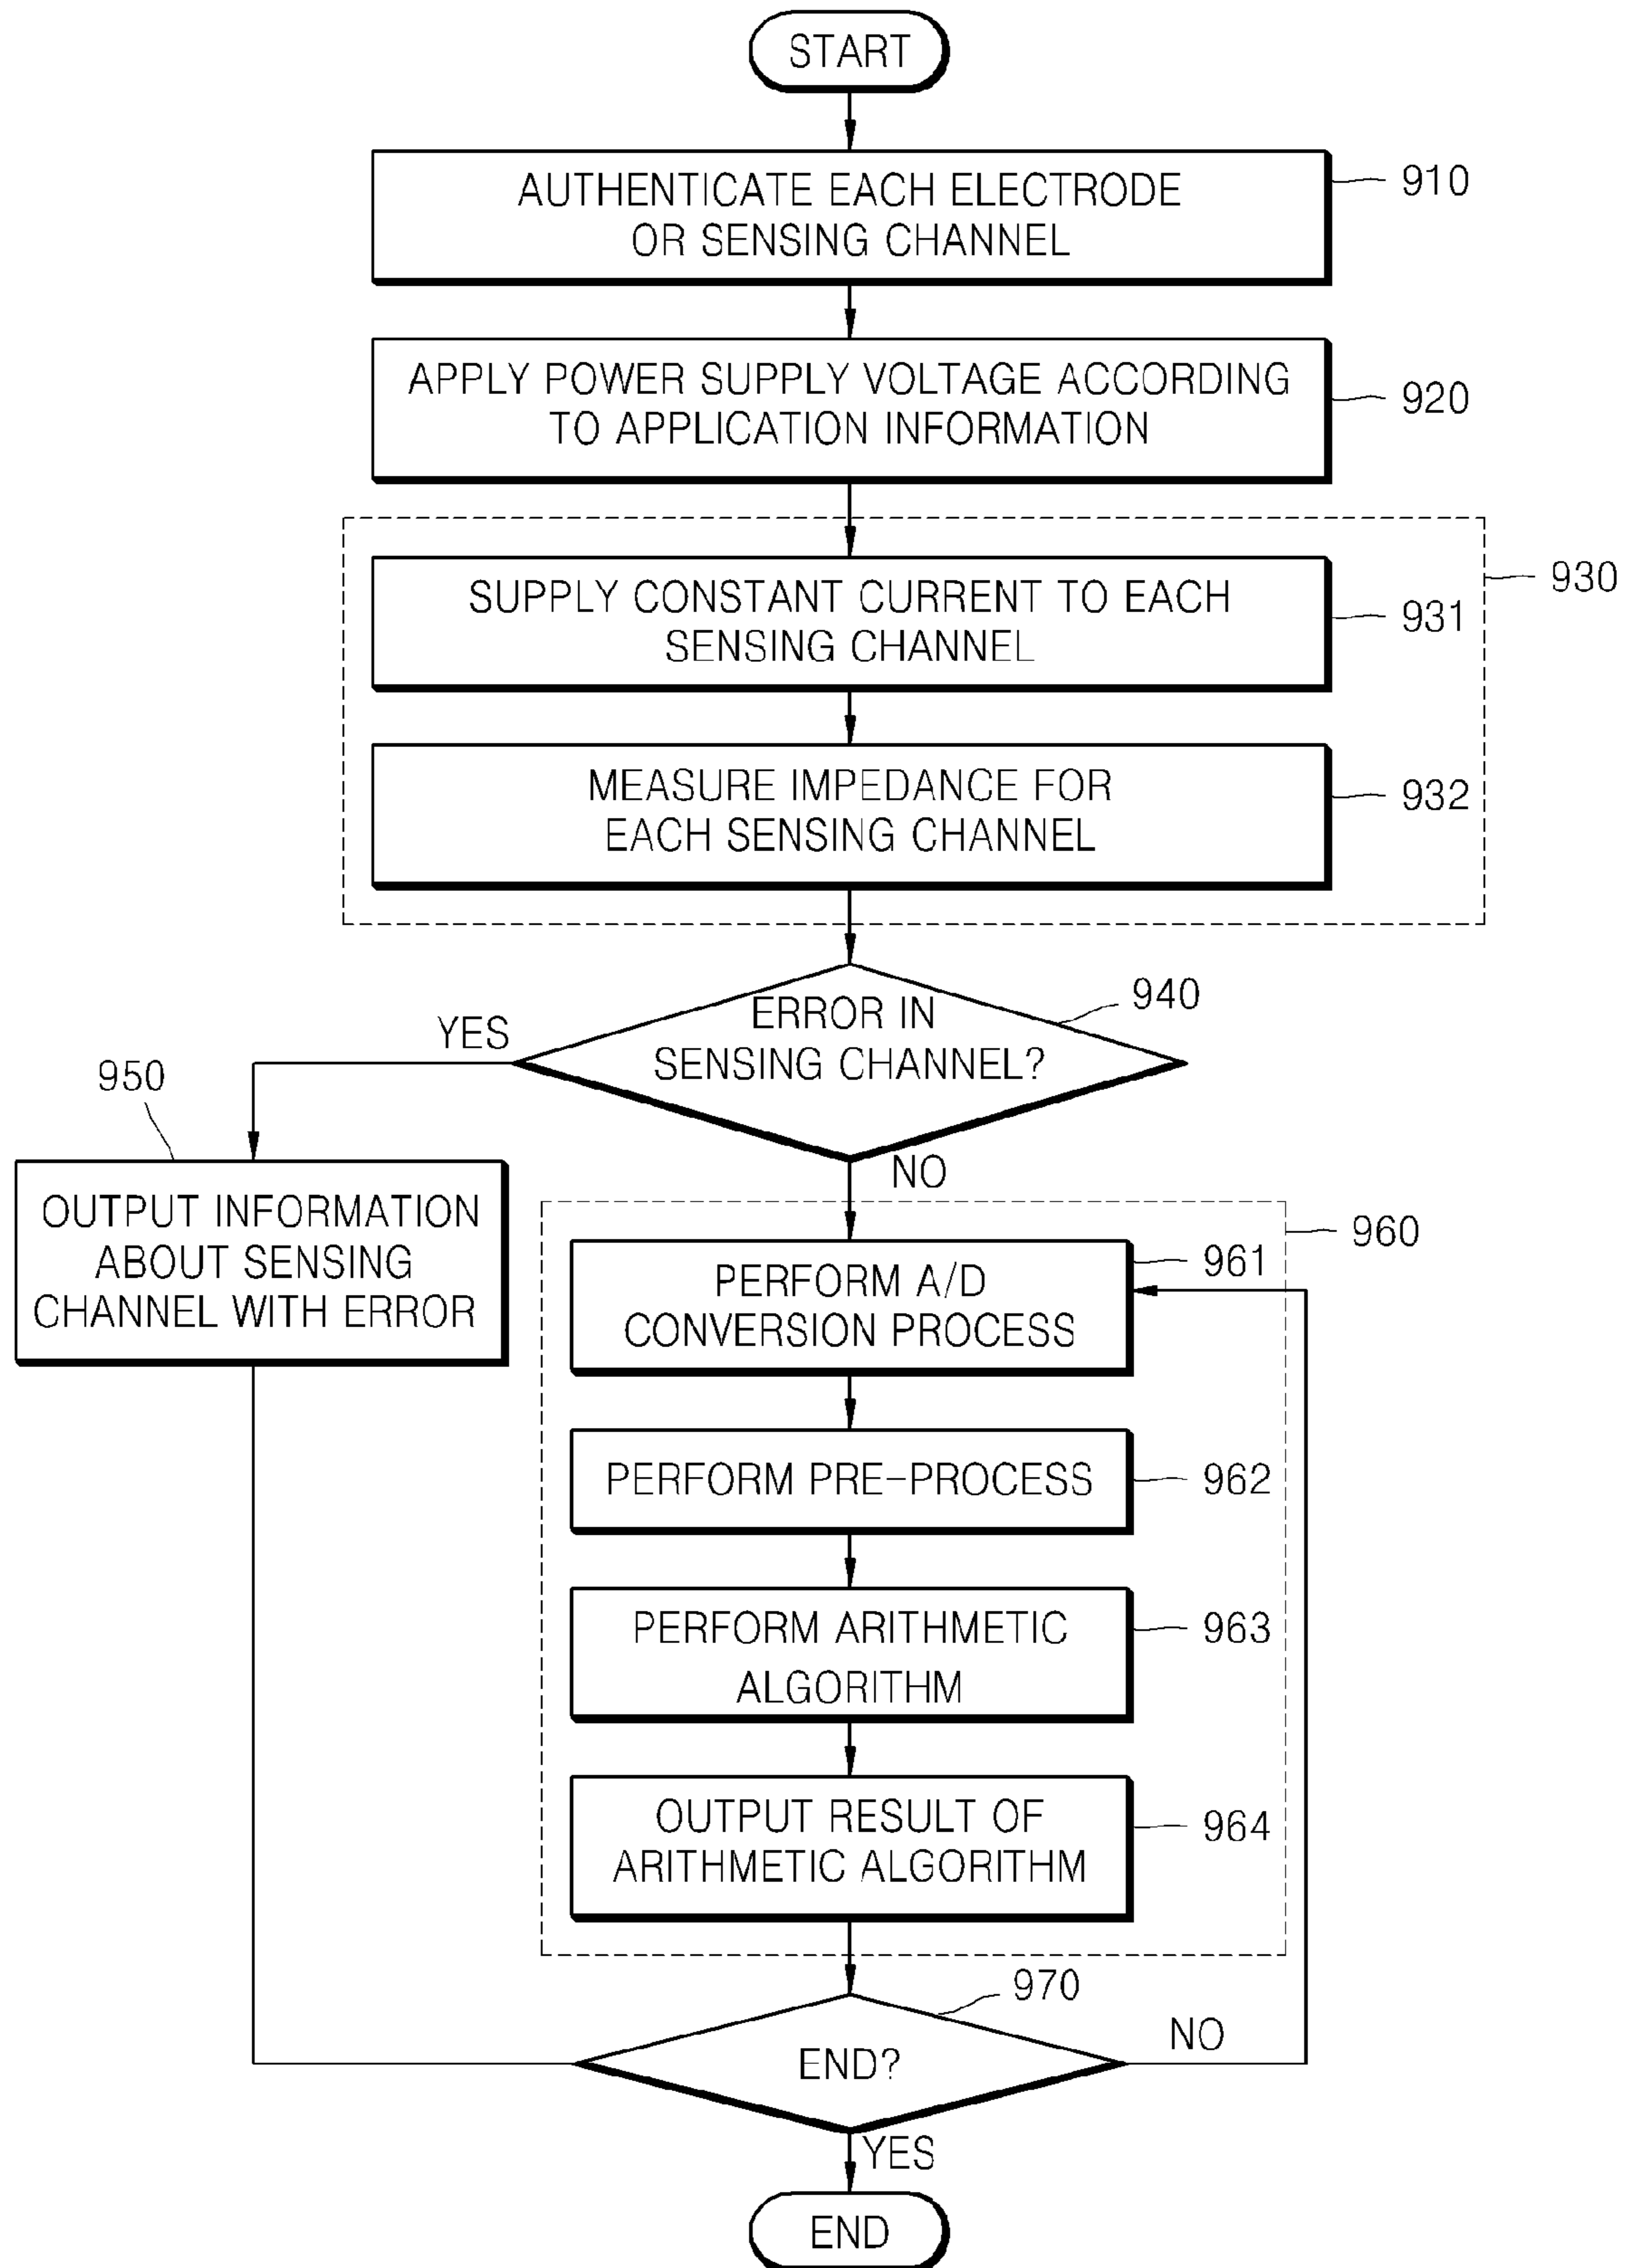 START
AUTHENTICATE EACH ELECTRODE
OR SENSING CHANNEL
910
APPLY POWER SUPPLY VOLTAGE ACCORDING
TO APPLICATION INFORMATION
920
930
SUPPLY CONSTANT CURRENT TO EACH
SENSING CHANNEL
931
MEASURE IMPEDANCE FOR
EACH SENSING CHANNEL
932
ERROR IN
SENSING CHANNEL?
940
YES
950
OUTPUT INFORMATION
ABOUT SENSING
CHANNEL WITH ERROR
NO
960
PERFORM A/D
CONVERSION PROCESS
961
PERFORM PRE-PROCESS
962
PERFORM ARITHMETIC
ALGORITHM
963
OUTPUT RESULT OF
ARITHMETIC ALGORITHM
964
970
END?
NO
YES
END